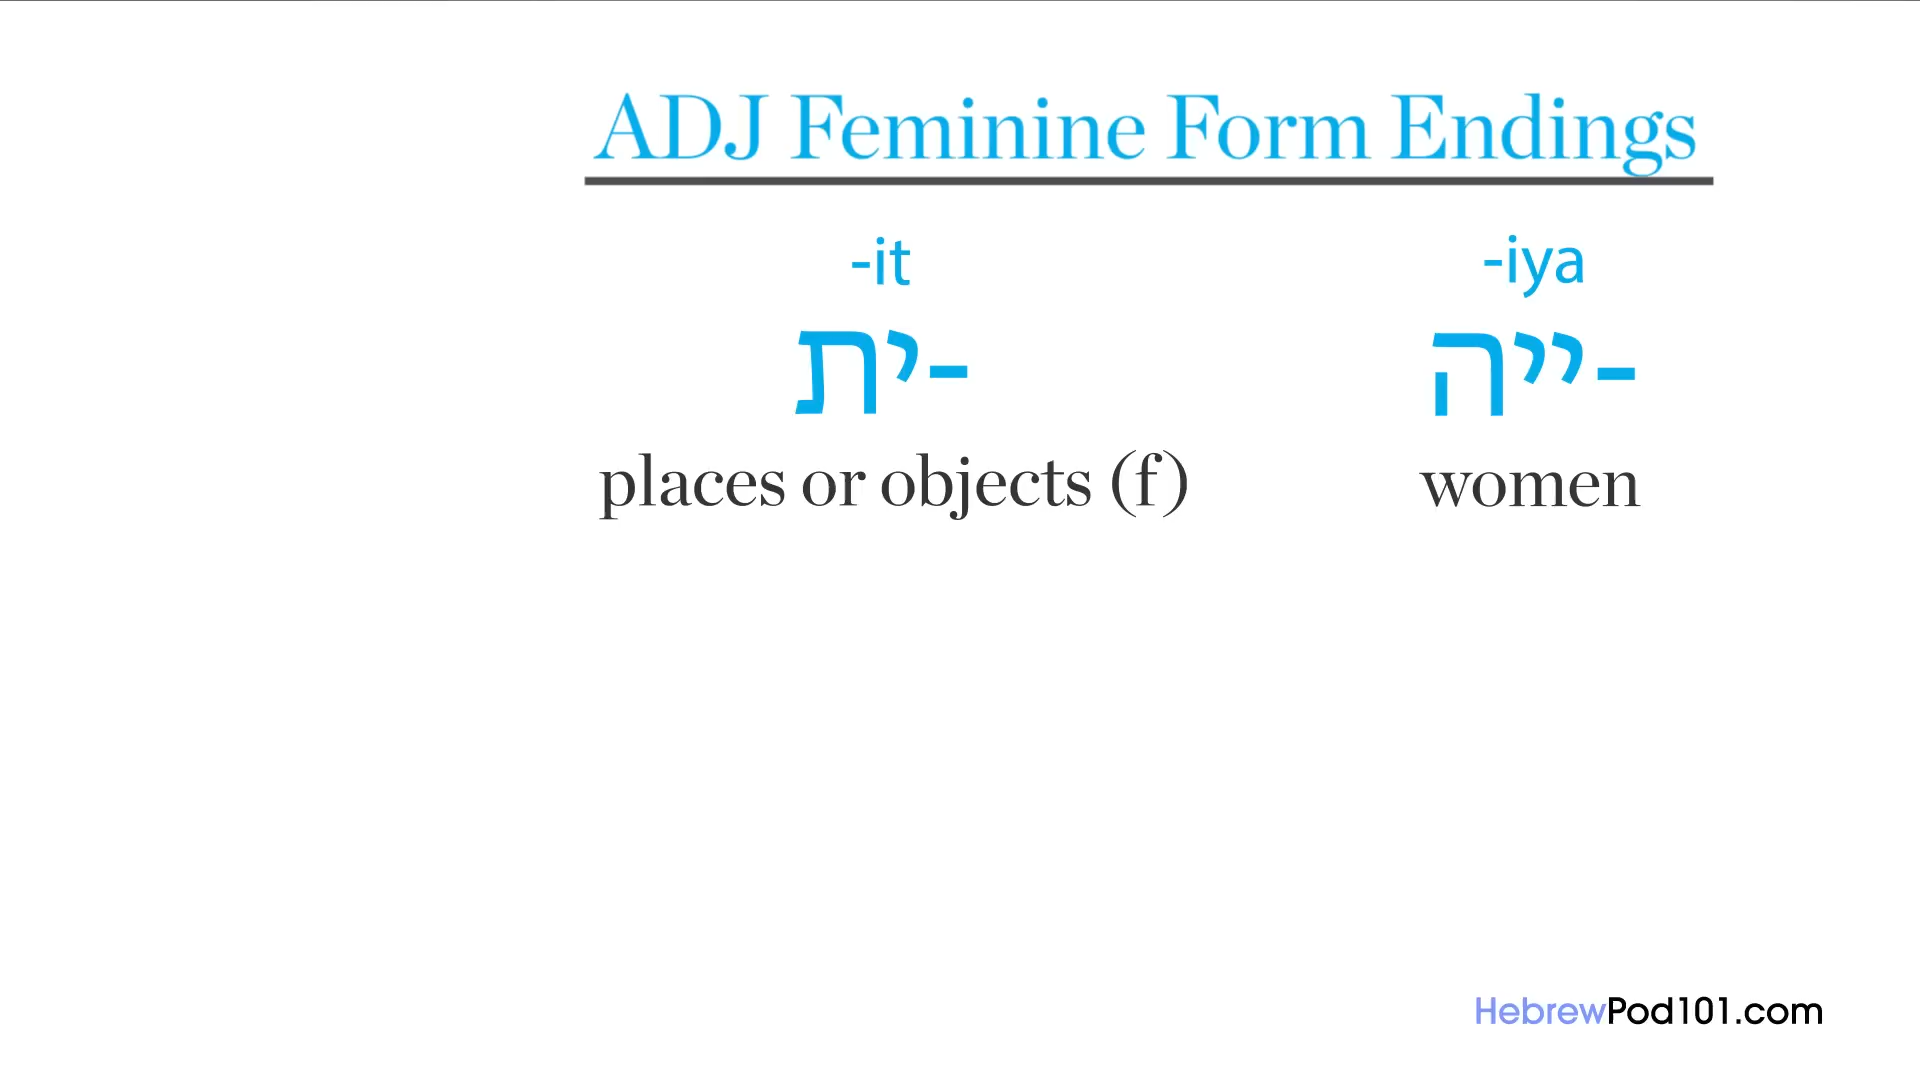 ADJ Feminine Form Endings
-it
-iya
-ית
-ייה
places or objects (f)
women
HebrewPod101.com